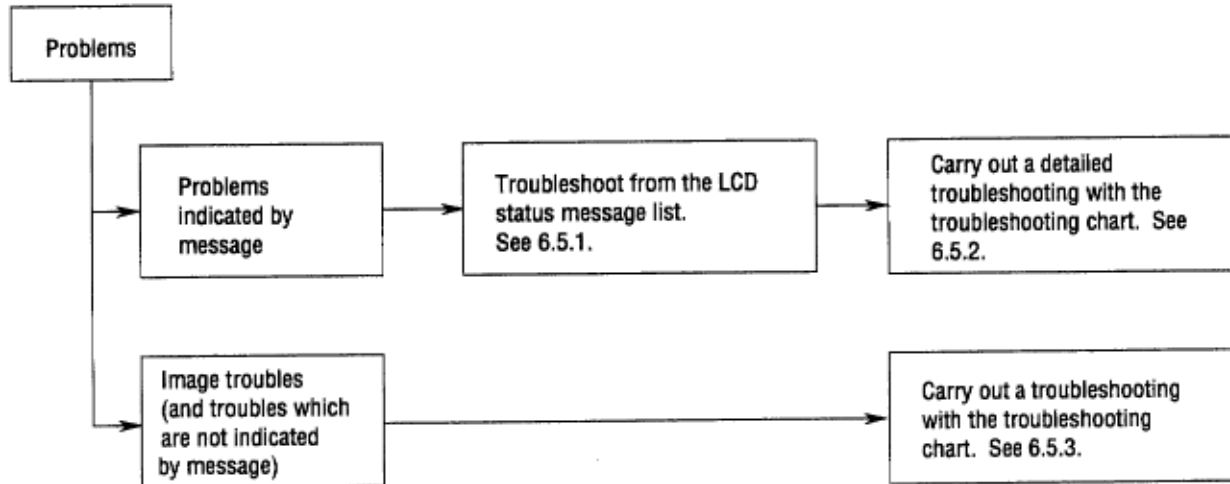 Problems
Problems
indicated by
message
Troubleshoot from the LCD
status message list.
See 6.5.1.
Carry out a detailed
troubleshooting with the
troubleshooting chart. See
6.5.2.
Image troubles
(and troubles which
are not indicated
by message)
Carry out a troubleshooting
with the troubleshooting
chart. See 6.5.3.